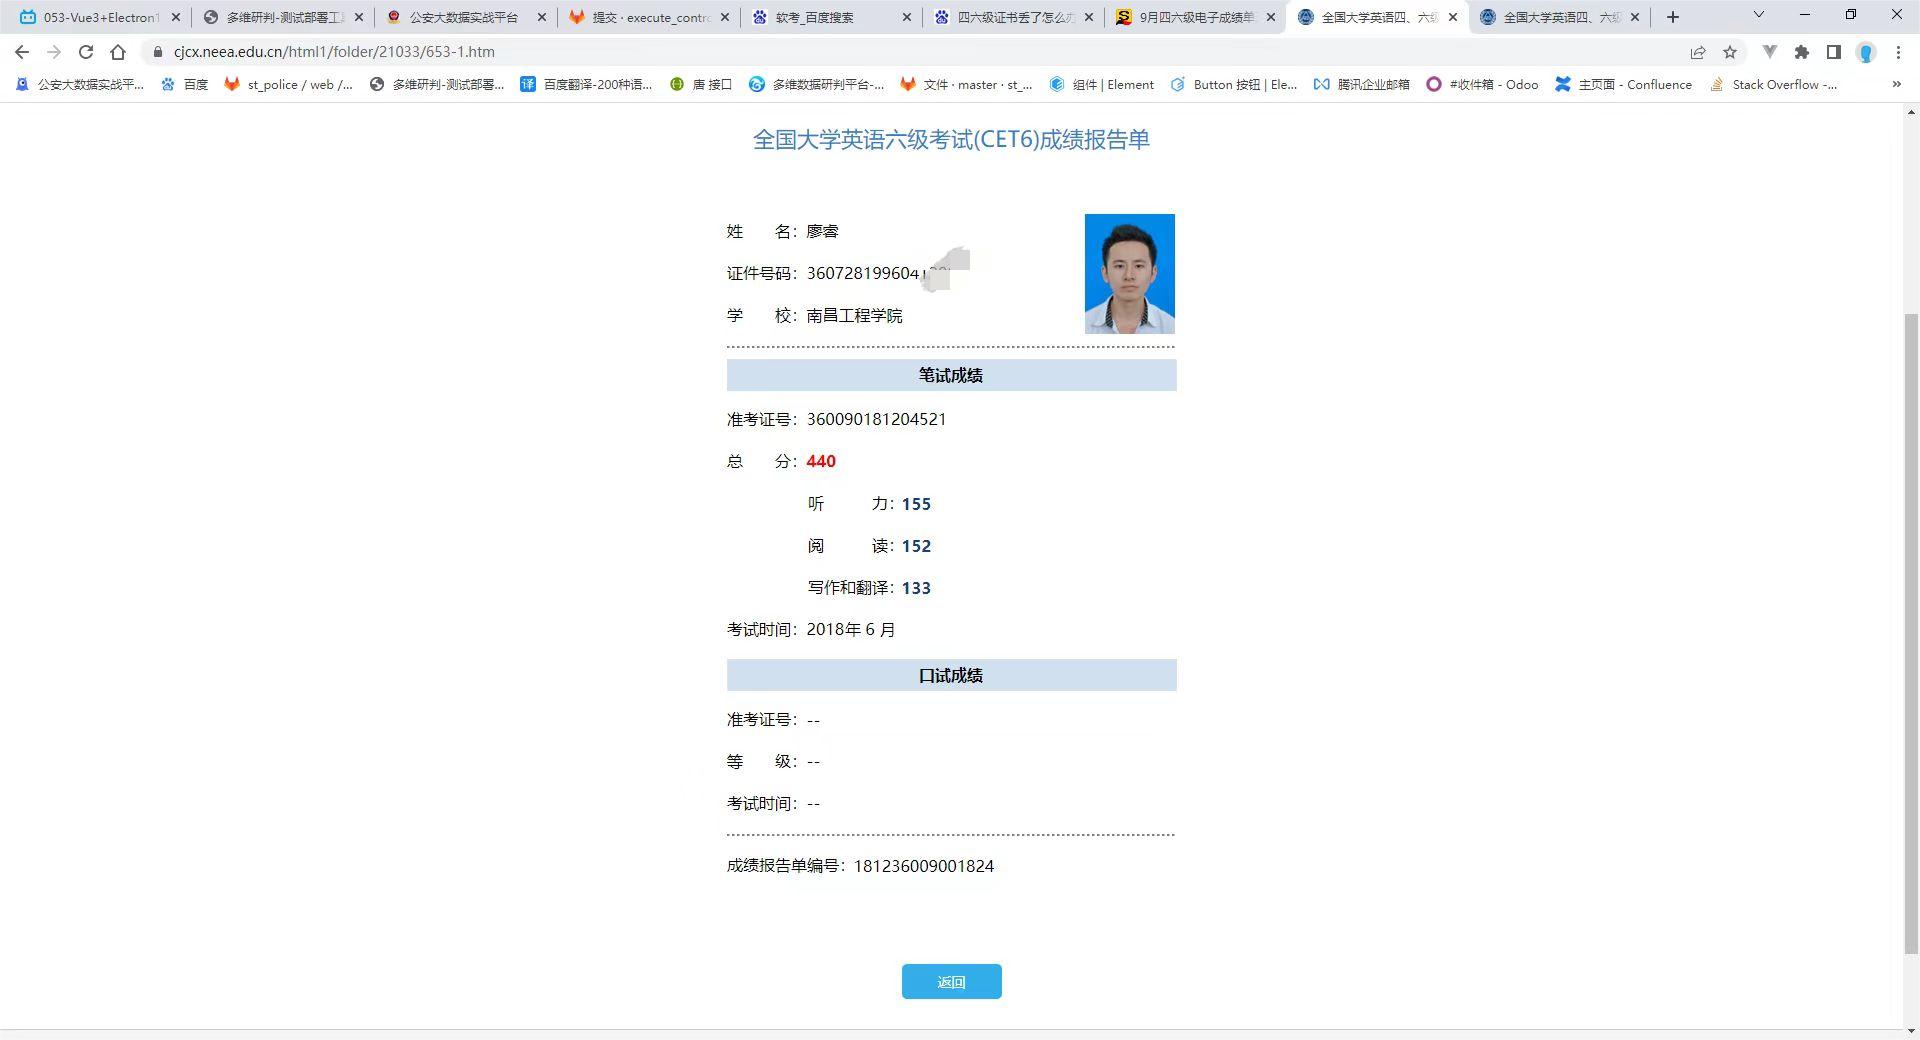 053-Vue3+Electron1
多维研判-测试部署工
公安大数据实战平台
提交 · execute_contro
软考_百度搜索
四六级证书丢了怎么办
9月四六级电子成绩单
全国大学英语四、六级
全国大学英语四、六级
cjcx.neea.edu.cn/html1/folder/21033/653-1.htm
公安大数据实战平... 百度 st_police / web /... 多维研判-测试部署... 百度翻译-200种语... 唐 接口 多维数据研判平台-... 文件 · master · st_... 组件 | Element Button 按钮 | Ele... 腾讯企业邮箱 #收件箱 - Odoo 主页面 - Confluence Stack Overflow -... »
全国大学英语六级考试(CET6)成绩报告单
姓 名：廖睿
证件号码：36072819960
学 校：南昌工程学院
笔试成绩
准考证号：360090181204521
总 分：440
听 力：155
阅 读：152
写作和翻译：133
考试时间：2018年 6 月
口试成绩
准考证号：--
等 级：--
考试时间：--
成绩报告单编号：181236009001824
返回